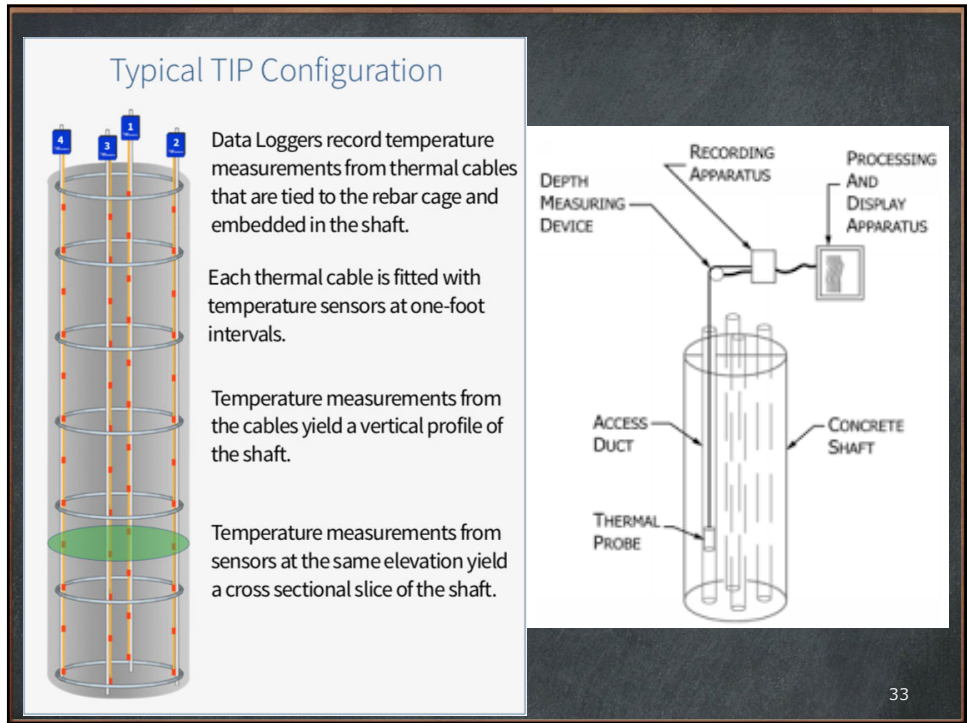 Typical TIP Configuration
4
3
1
2
Data Loggers record temperature
measurements from thermal cables
that are tied to the rebar cage and
embedded in the shaft.
Each thermal cable is fitted with
temperature sensors at one-foot
intervals.
Temperature measurements from
the cables yield a vertical profile of
the shaft.
Temperature measurements from
sensors at the same elevation yield
a cross sectional slice of the shaft.
DEPTH
MEASURING
DEVICE
RECORDING
APPARATUS
PROCESSING
AND
DISPLAY
APPARATUS
ACCESS
DUCT
CONCRETE
SHAFT
THERMAL
PROBE
33